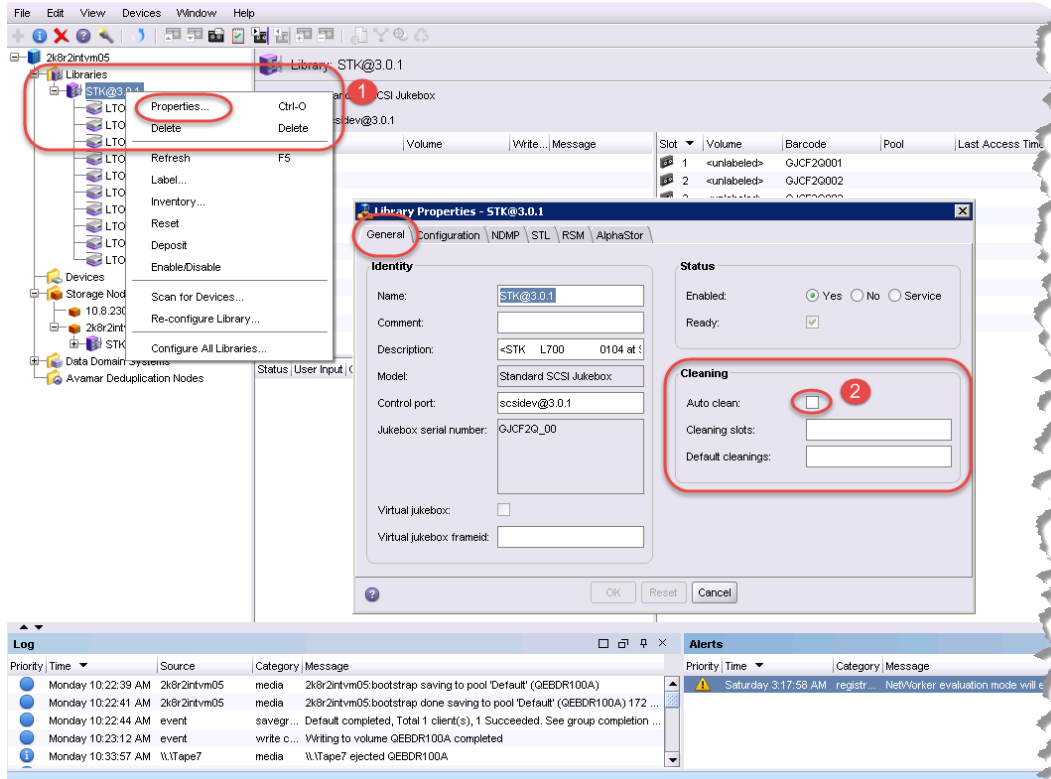 File Edit View Devices Window Help
2k8r2intvm05
Libraries
STK@3.0.1
LTO
LTO
LTO
LTO
LTO
LTO
LTO
LTO
LTO
LTO
Devices
Storage Nod
10.8.230
2k8r2int
STK
Data Domain Systems
Avamar Deduplication Nodes
Properties... Ctrl-O
Delete Delete
Refresh F5
Label...
Inventory...
Reset
Deposit
Enable/Disable
Scan for Devices...
Re-configure Library...
Configure All Libraries...
1
Library: STK@3.0.1
CSI Jukebox
dev@3.0.1
Volume Write... Message
Slot Volume Barcode Pool Last Access Time
1 <unlabeled> GJCF2Q001
2 <unlabeled> GJCF2Q002
Status User Input
Library Properties - STK@3.0.1
General Configuration NDMP STL RSM AlphaStor
Identity
Name: STK@3.0.1
Comment:
Description: <STK L700 0104 at S
Model: Standard SCSI Jukebox
Control port: scsidev@3.0.1
Jukebox serial number: GJCF2Q_00
Virtual jukebox:
Virtual jukebox frameid:
Status
Enabled: Yes No Service
Ready:
Cleaning
Auto clean:
2
Cleaning slots:
Default cleanings:
OK Reset Cancel
Log
Priority Time Source Category Message
Monday 10:22:39 AM 2k8r2intvm05 media 2k8r2intvm05:bootstrap saving to pool 'Default' (QEBDR100A)
Monday 10:22:41 AM 2k8r2intvm05 media 2k8r2intvm05:bootstrap done saving to pool 'Default' (QEBDR100A) 172 ...
Monday 10:22:44 AM event savegr... Default completed, Total 1 client(s), 1 Succeeded. See group completion ...
Monday 10:23:12 AM event write c... Writing to volume QEBDR100A completed
Monday 10:33:57 AM \\.\Tape7 media \\.\Tape7 ejected QEBDR100A
Alerts
Priority Time Category Message
Saturday 3:17:58 AM registr... NetWorker evaluation mode will e